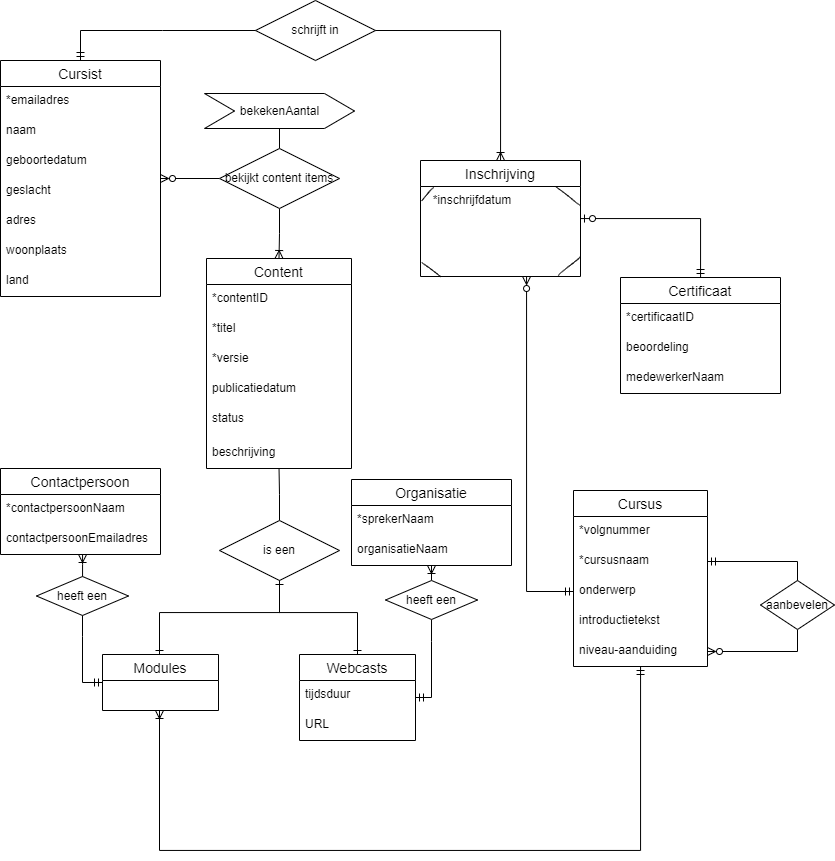 schrijft in
Cursist
*emailadres
naam
geboortedatum
geslacht
adres
woonplaats
land
bekekenAantal
bekijkt content items
Inschrijving
*inschrijfdatum
Content
*contentID
*titel
*versie
publicatiedatum
status
beschrijving
Certificaat
*certificaatID
beoordeling
medewerkerNaam
Contactpersoon
*contactpersoonNaam
contactpersoonEmailadres
Organisatie
*sprekerNaam
organisatieNaam
Cursus
*volgnummer
*cursusnaam
onderwerp
introductietekst
niveau-aanduiding
is een
heeft een
heeft een
aanbevelen
Modules
Webcasts
tijdsduur
URL